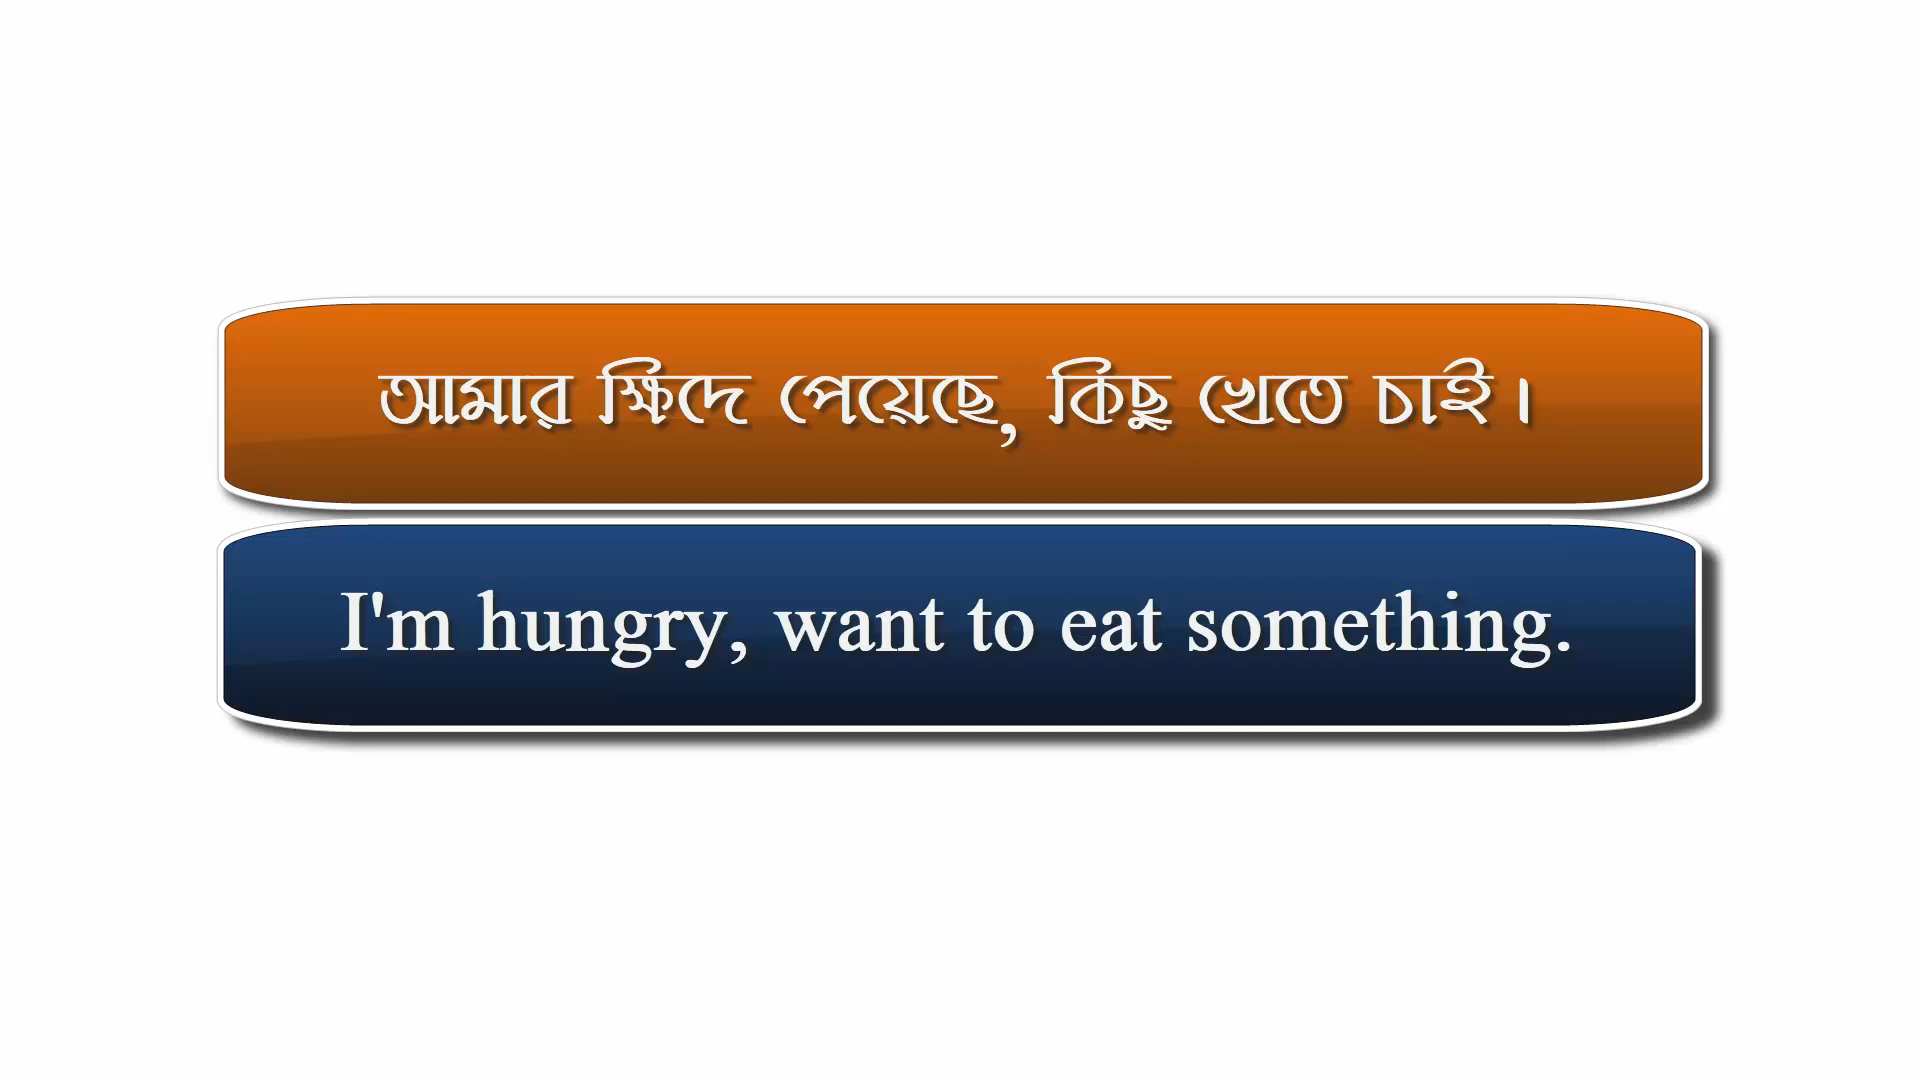 আমার ক্ষিদে পেয়েছে, কিছু খেতে চাই।
I'm hungry, want to eat something.